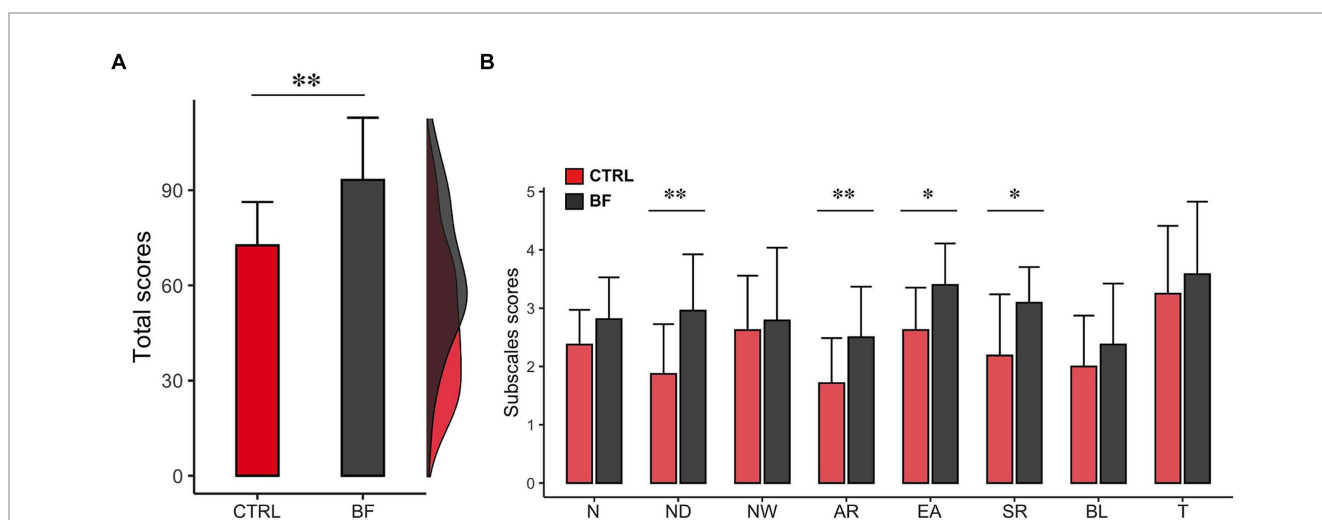 A
**
Total scores
90
60
30
0
CTRL BF
B
CTRL
BF
** ** * *
Subscales scores
5
4
3
2
1
0
N ND NW AR EA SR BL T